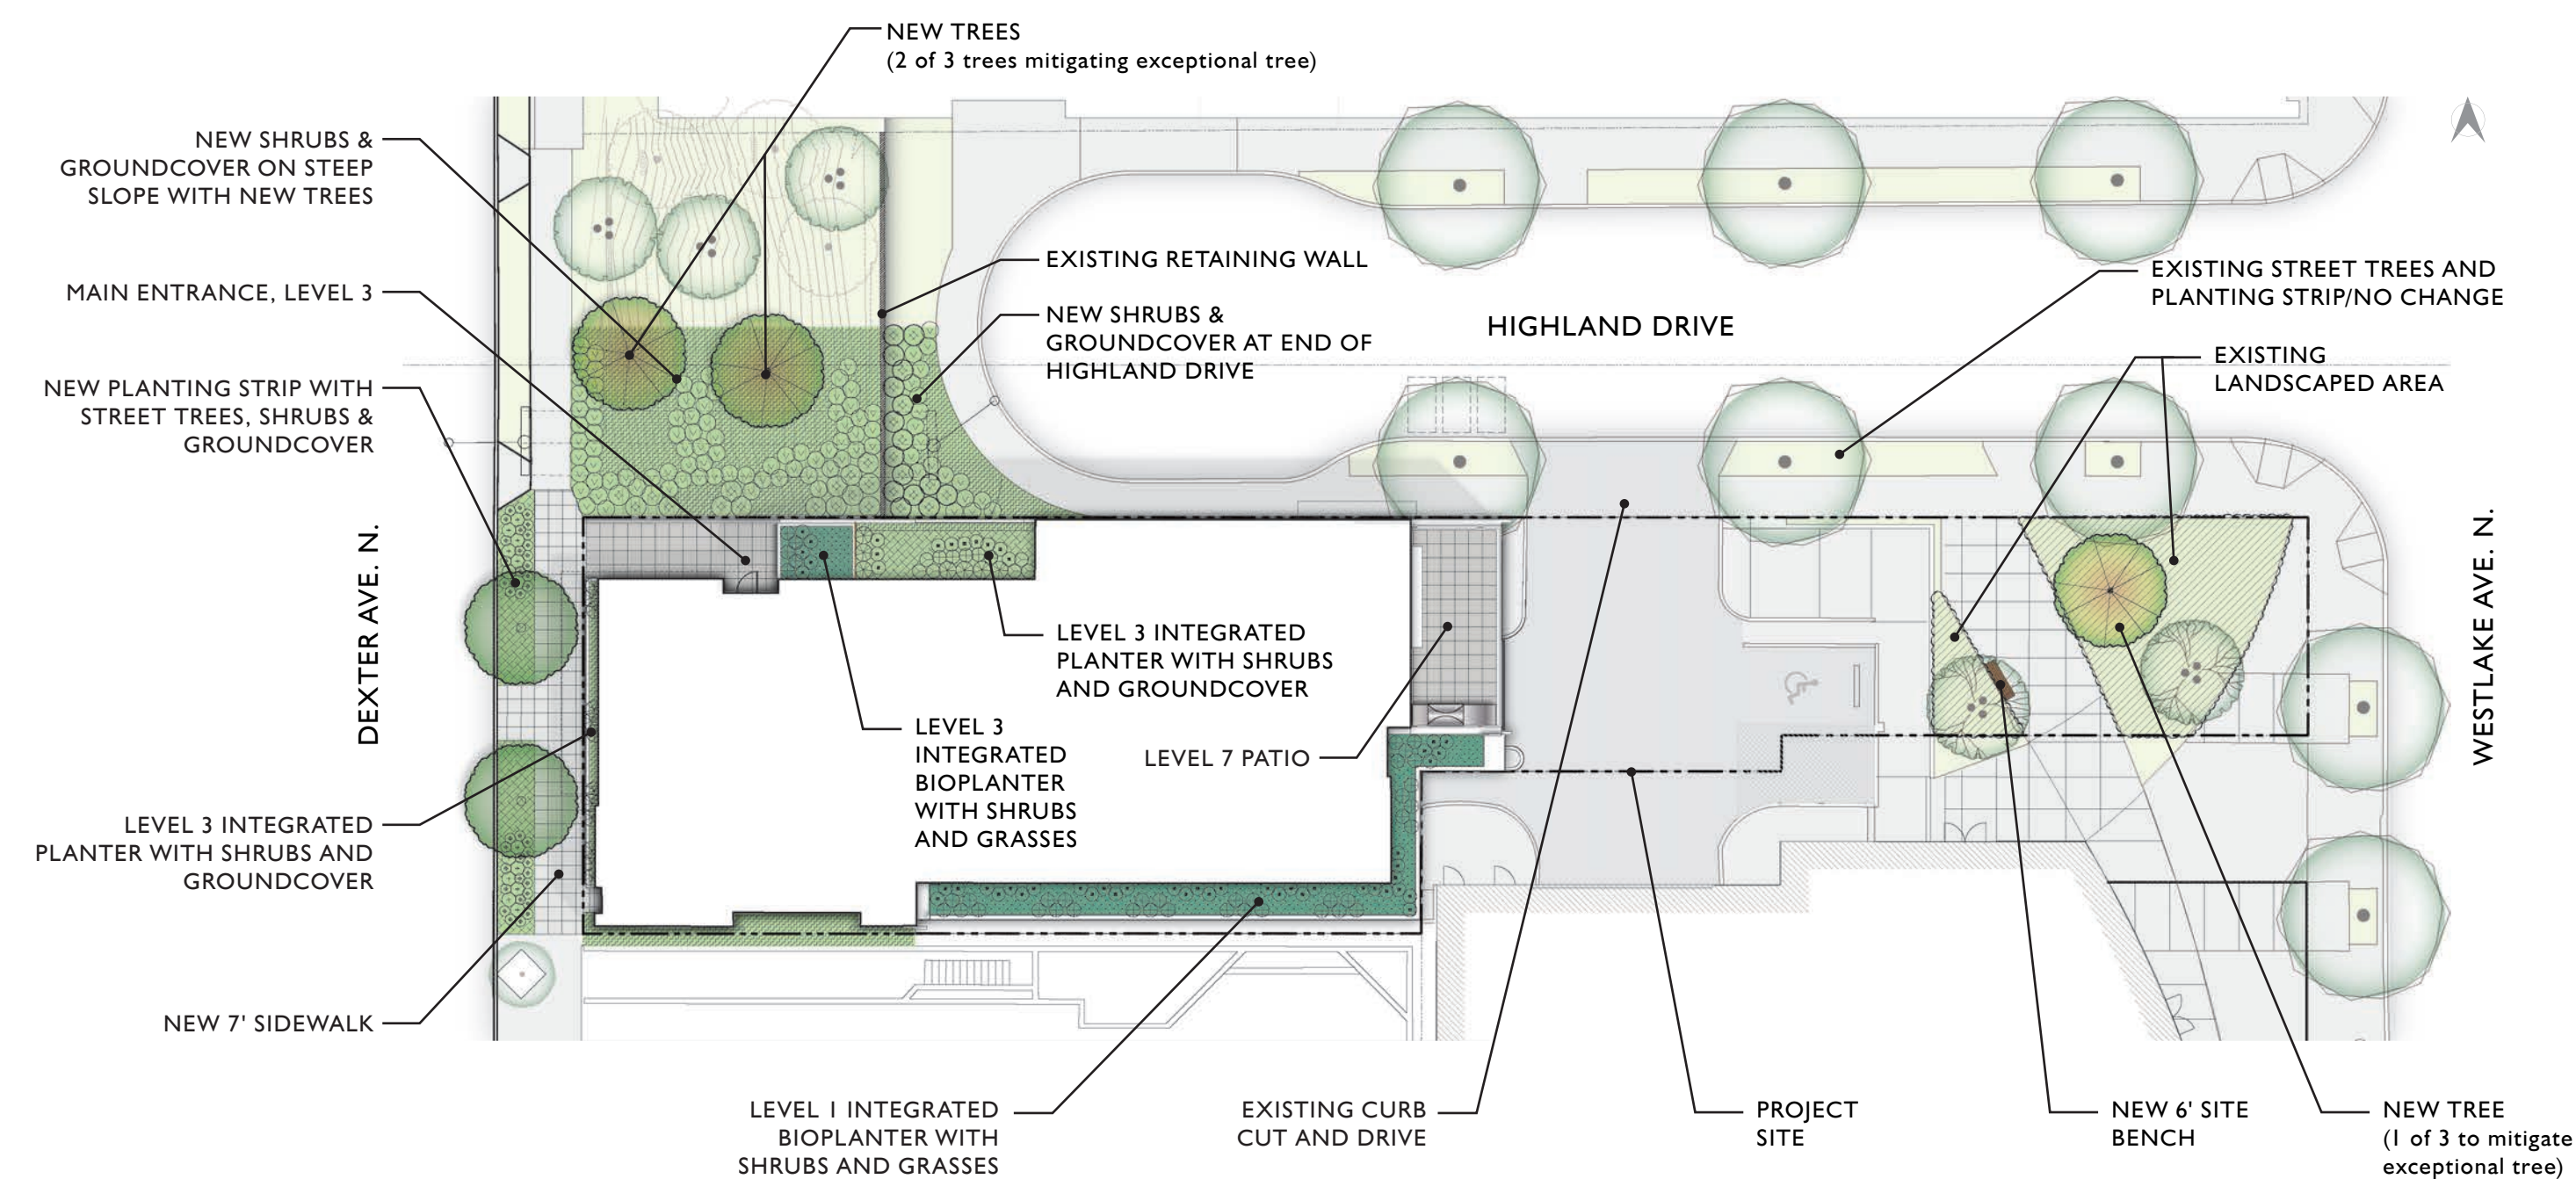 NEW TREES
(2 of 3 trees mitigating exceptional tree)
NEW SHRUBS &
GROUNDCOVER ON STEEP
SLOPE WITH NEW TREES
MAIN ENTRANCE, LEVEL 3
NEW PLANTING STRIP WITH
STREET TREES, SHRUBS &
GROUNDCOVER
EXISTING RETAINING WALL
NEW SHRUBS &
GROUNDCOVER AT END OF
HIGHLAND DRIVE
HIGHLAND DRIVE
EXISTING STREET TREES AND
PLANTING STRIP/NO CHANGE
EXISTING
LANDSCAPED AREA
DEXTER AVE. N.
WESTLAKE AVE. N.
LEVEL 3 INTEGRATED
PLANTER WITH SHRUBS
AND GROUNDCOVER
LEVEL 3
INTEGRATED
BIOPLANTER
WITH SHRUBS
AND GRASSES
LEVEL 7 PATIO
LEVEL 3 INTEGRATED
PLANTER WITH SHRUBS AND
GROUNDCOVER
NEW 7' SIDEWALK
LEVEL 1 INTEGRATED
BIOPLANTER WITH
SHRUBS AND GRASSES
EXISTING CURB
CUT AND DRIVE
PROJECT
SITE
NEW 6' SITE
BENCH
NEW TREE
(1 of 3 to mitigate
exceptional tree)